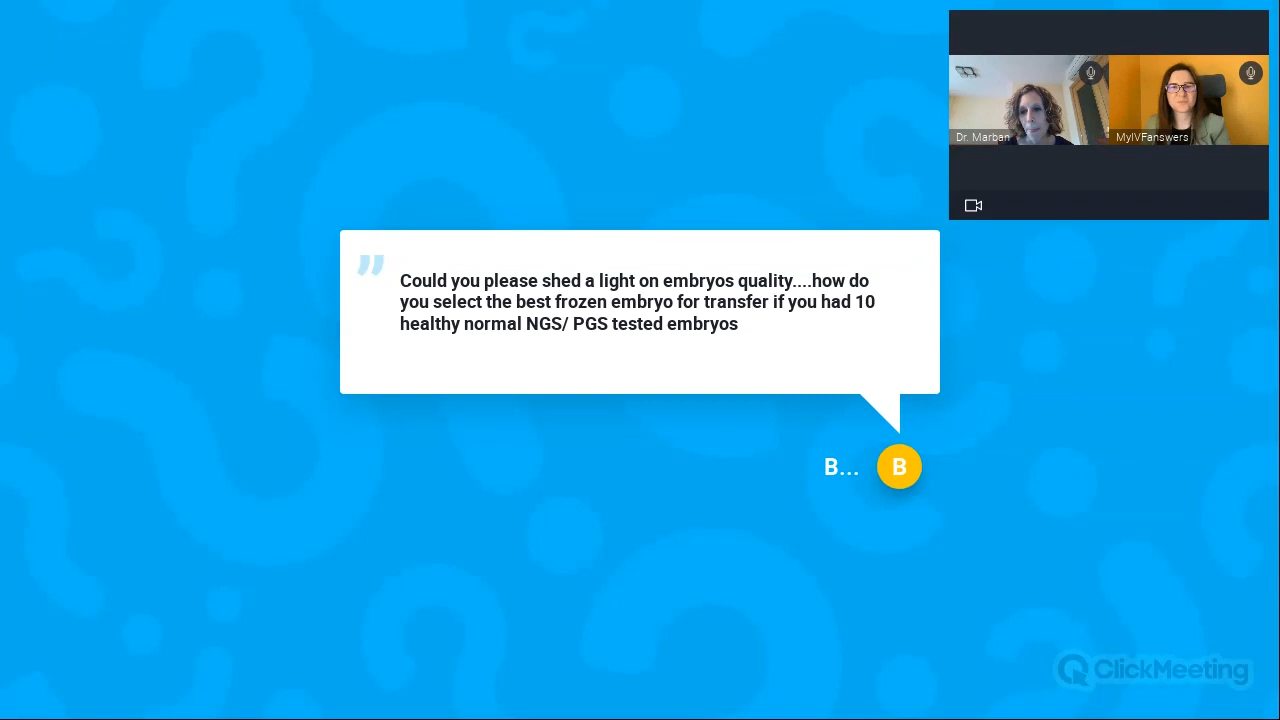 Dr. Marban
MyIVFanswers
Could you please shed a light on embryos quality....how do
you select the best frozen embryo for transfer if you had 10
healthy normal NGS/ PGS tested embryos
B...
B
ClickMeeting